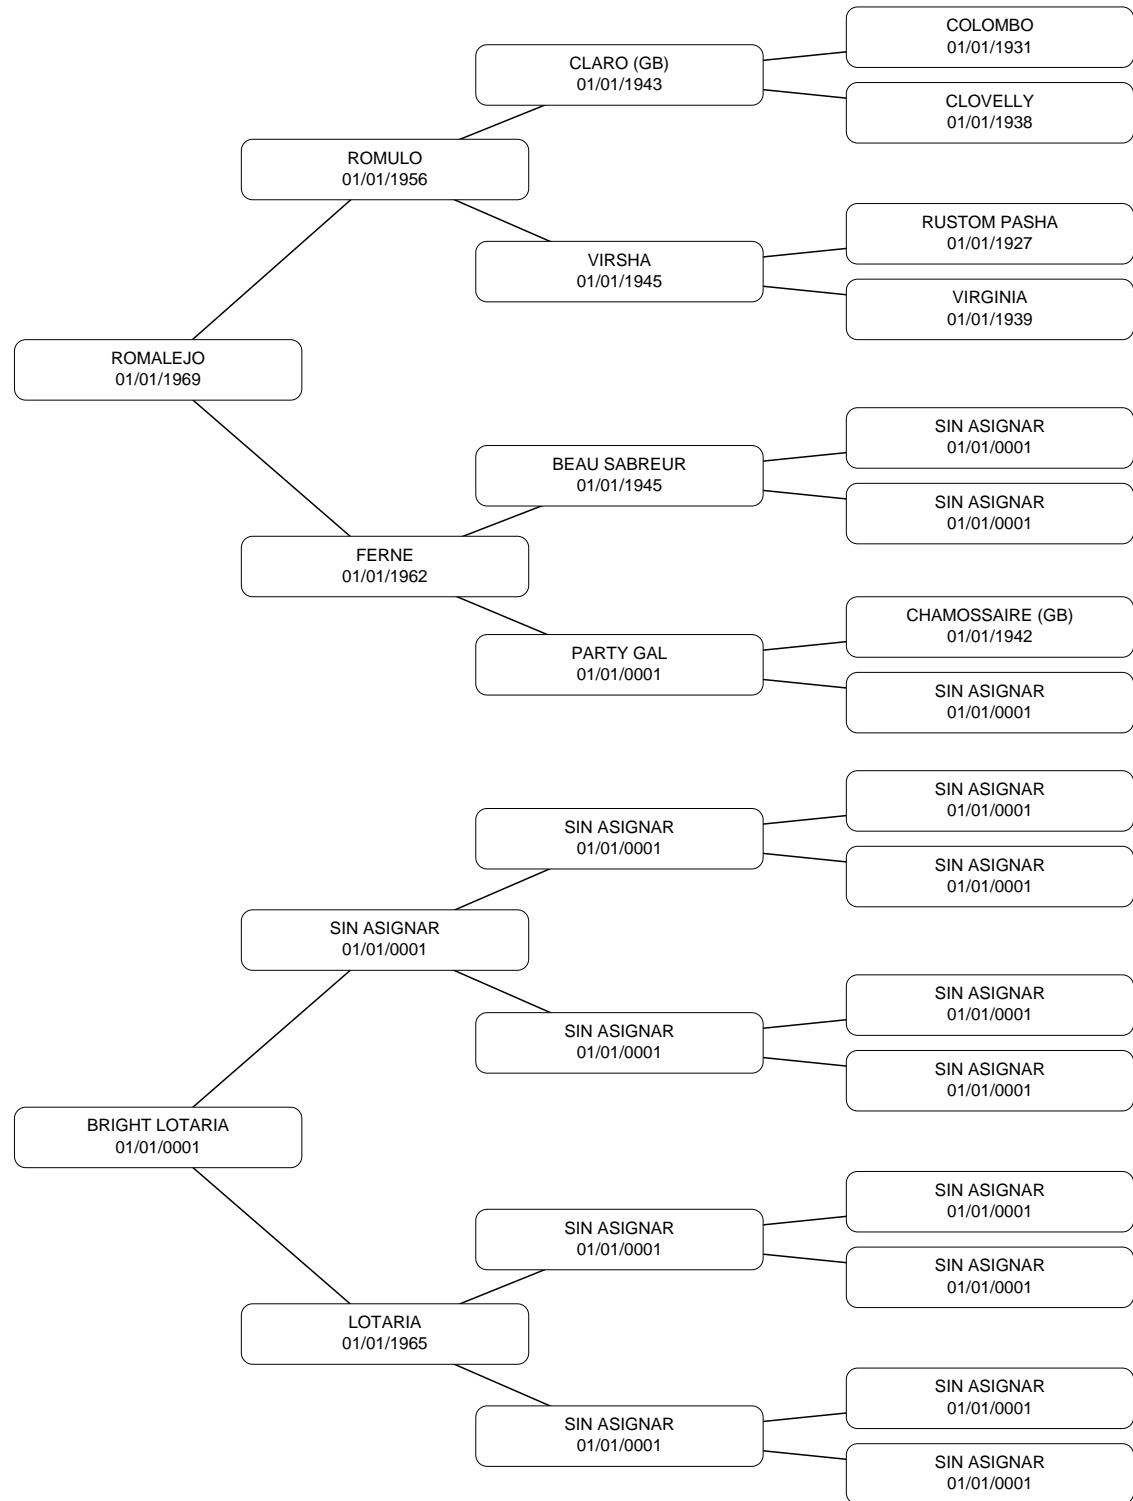 COLOMBO
01/01/1931
CLARO (GB)
01/01/1943
CLOVELLY
01/01/1938
ROMULO
01/01/1956
RUSTOM PASHA
01/01/1927
VIRSHA
01/01/1945
VIRGINIA
01/01/1939
ROMALEJO
01/01/1969
SIN ASIGNAR
01/01/0001
BEAU SABREUR
01/01/1945
SIN ASIGNAR
01/01/0001
FERNE
01/01/1962
CHAMOSSAIRE (GB)
01/01/1942
PARTY GAL
01/01/0001
SIN ASIGNAR
01/01/0001
SIN ASIGNAR
01/01/0001
SIN ASIGNAR
01/01/0001
SIN ASIGNAR
01/01/0001
SIN ASIGNAR
01/01/0001
SIN ASIGNAR
01/01/0001
SIN ASIGNAR
01/01/0001
SIN ASIGNAR
01/01/0001
BRIGHT LOTARIA
01/01/0001
SIN ASIGNAR
01/01/0001
SIN ASIGNAR
01/01/0001
SIN ASIGNAR
01/01/0001
LOTARIA
01/01/1965
SIN ASIGNAR
01/01/0001
SIN ASIGNAR
01/01/0001
SIN ASIGNAR
01/01/0001